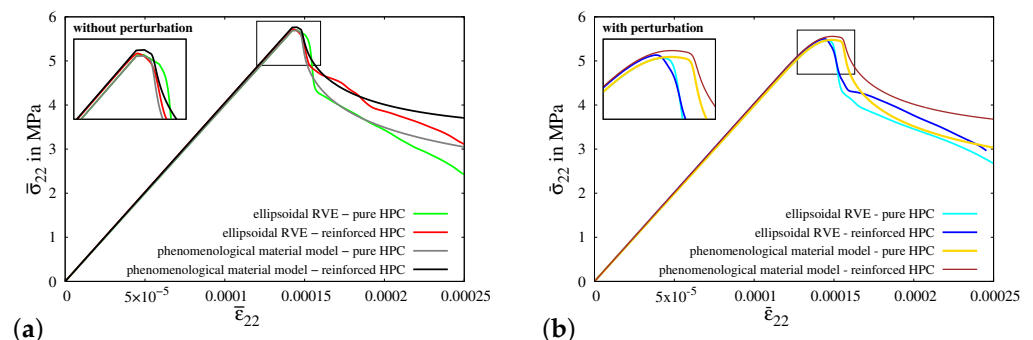 without perturbation
6
5
4
3
2
1
0
σ̅₂₂ in MPa
ellipsoidal RVE – pure HPC
ellipsoidal RVE – reinforced HPC
phenomenological material model – pure HPC
phenomenological material model – reinforced HPC
0 5×10⁻⁵ 0.0001 0.00015 0.0002 0.00025
ε̅₂₂
(a)
with perturbation
6
5
4
3
2
1
0
σ̄₂₂ in MPa
ellipsoidal RVE - pure HPC
ellipsoidal RVE - reinforced HPC
phenomenological material model - pure HPC
phenomenological material model - reinforced HPC
0 5×10⁻⁵ 0.0001 0.00015 0.0002 0.00025
ε̄₂₂
(b)